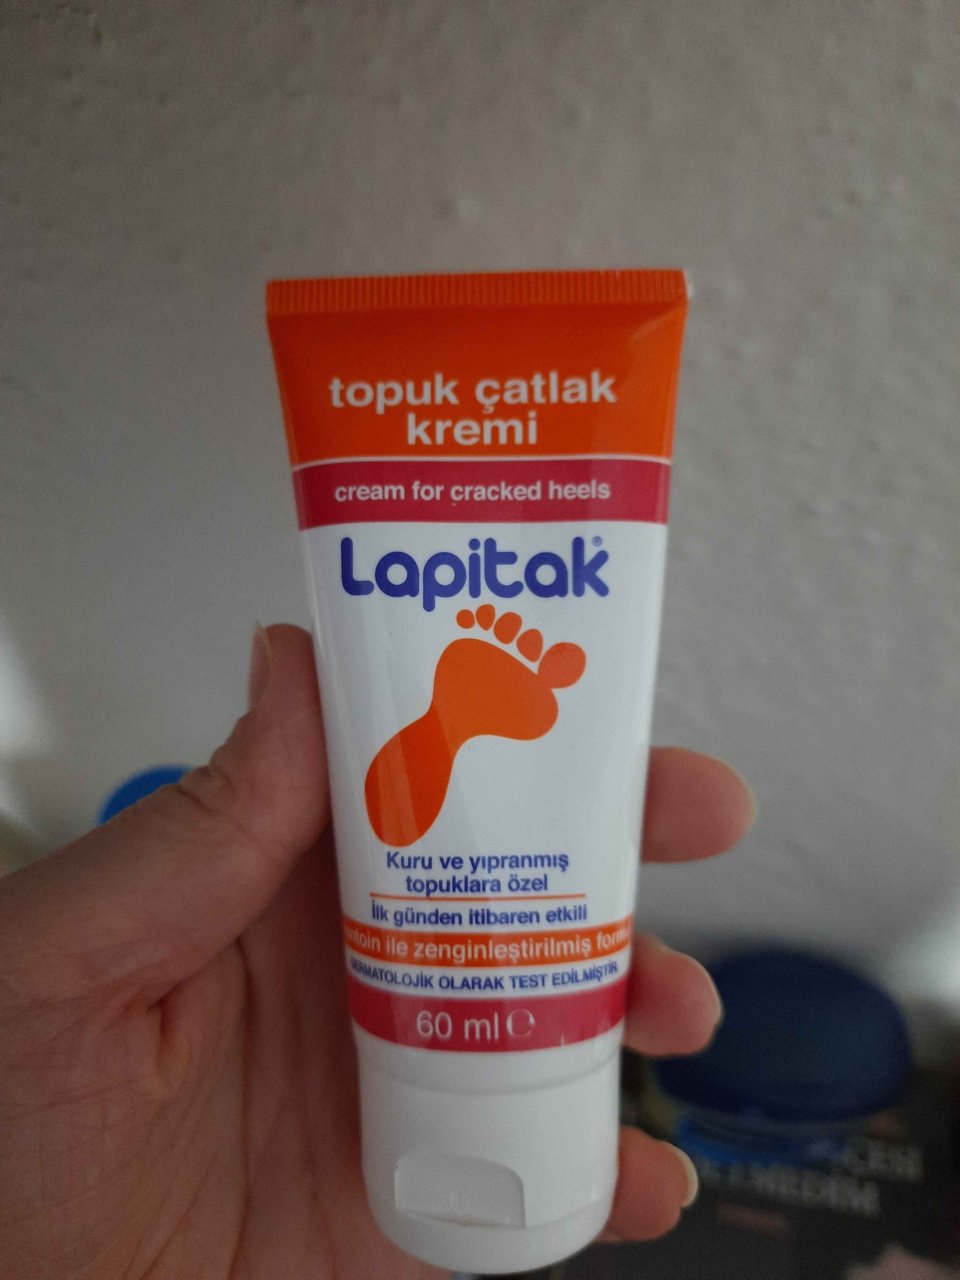 topuk çatlak
kremi
cream for cracked heels
Lapitak®
Kuru ve yıpranmış
topuklara özel
İlk günden itibaren etkili
ile zenginleştirilmiş
DERMATOLOJİK OLARAK TEST EDİLMİŞTİR.
60 ml ℮